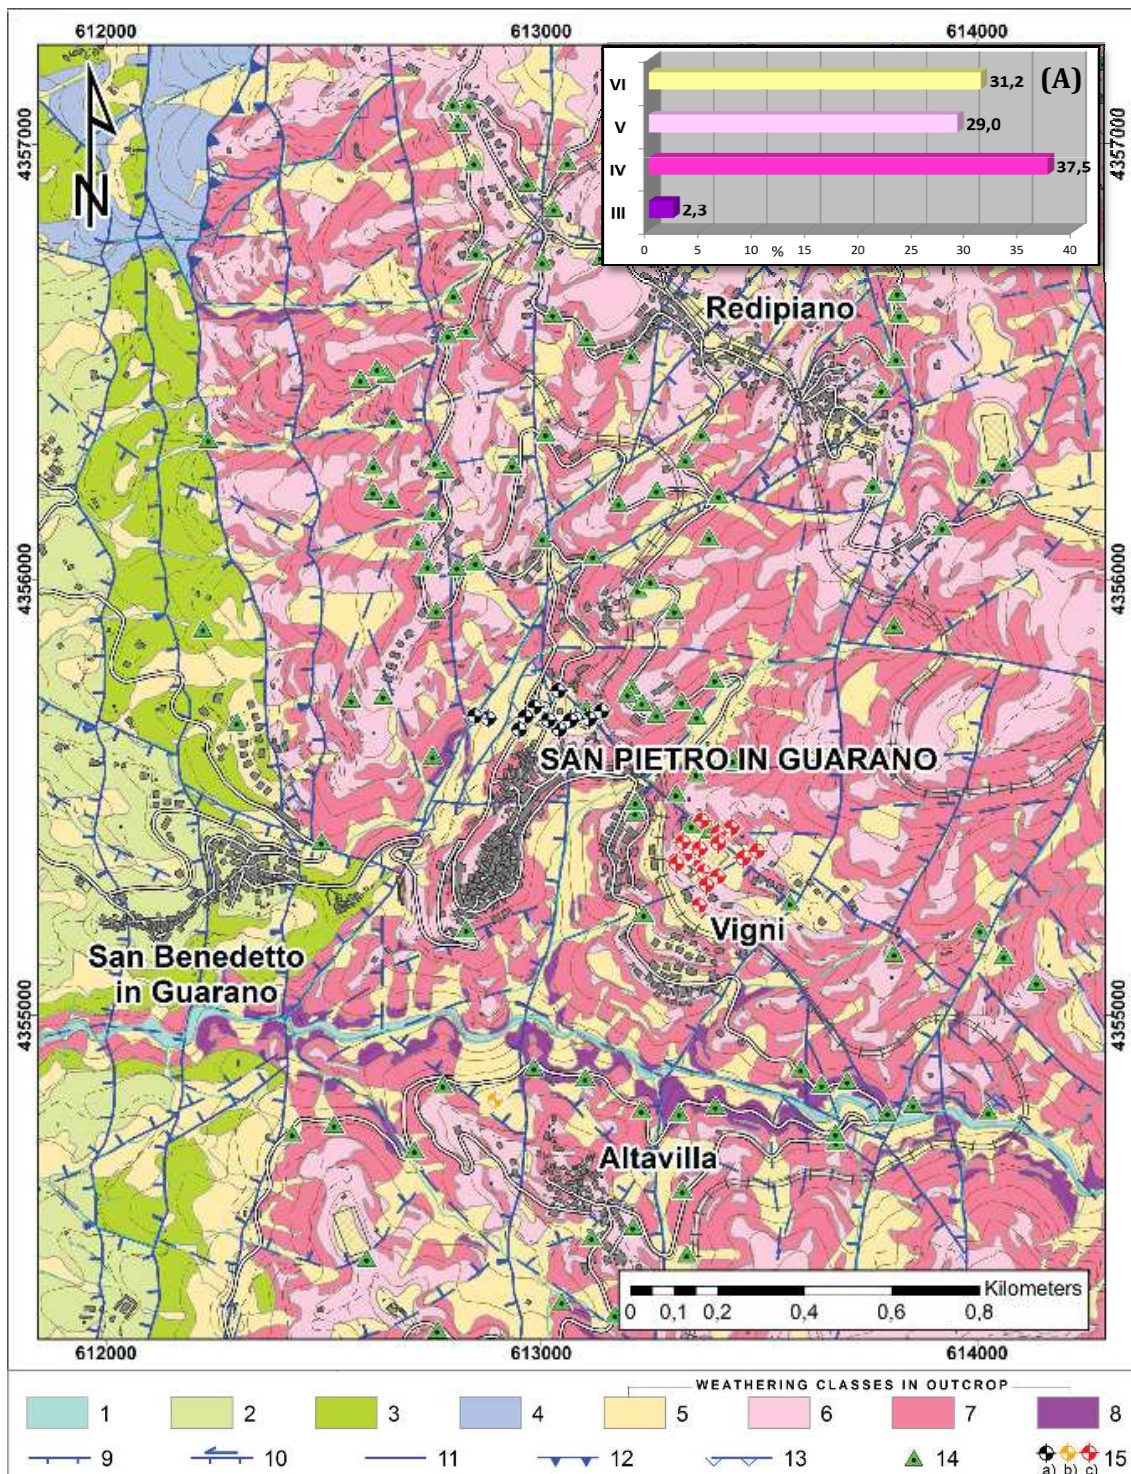 612000 613000 614000
VI 31,2 (A)
V 29,0
IV 37,5
III 2,3
0 5 % 15 20 25 30 35 40
4357000 4357000
N
Redipiano
4356000 4356000
SAN PIETRO IN GUARANO
Vigni
San Benedetto
in Guarano
4355000 4355000
Altavilla
Kilometers
0 0,1 0,2 0,4 0,6 0,8
612000 613000 614000
WEATHERING CLASSES IN OUTCROP
1 2 3 4 5 6 7 8
9 10 11 12 13 14 15
a) b) c)